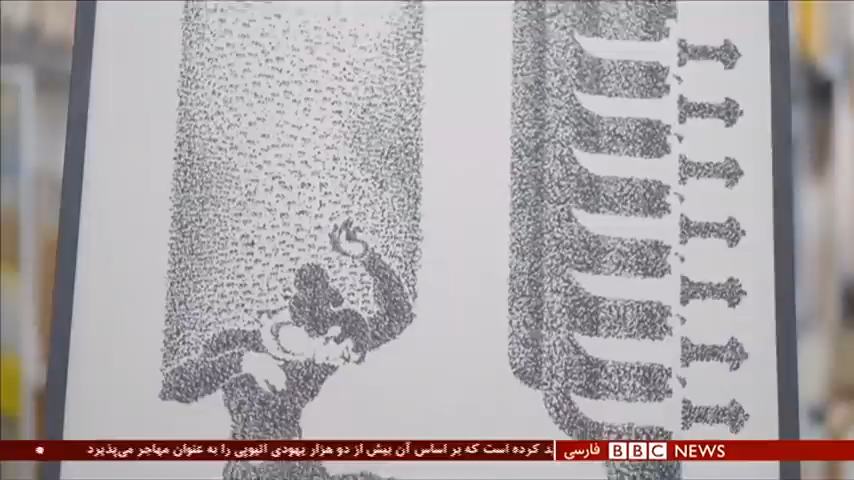 ید کرده است که بر اساس آن بیش از دو هزار یهودی اتیوپی را به عنوان مهاجر می‌پذیرد
فارسی BBC NEWS